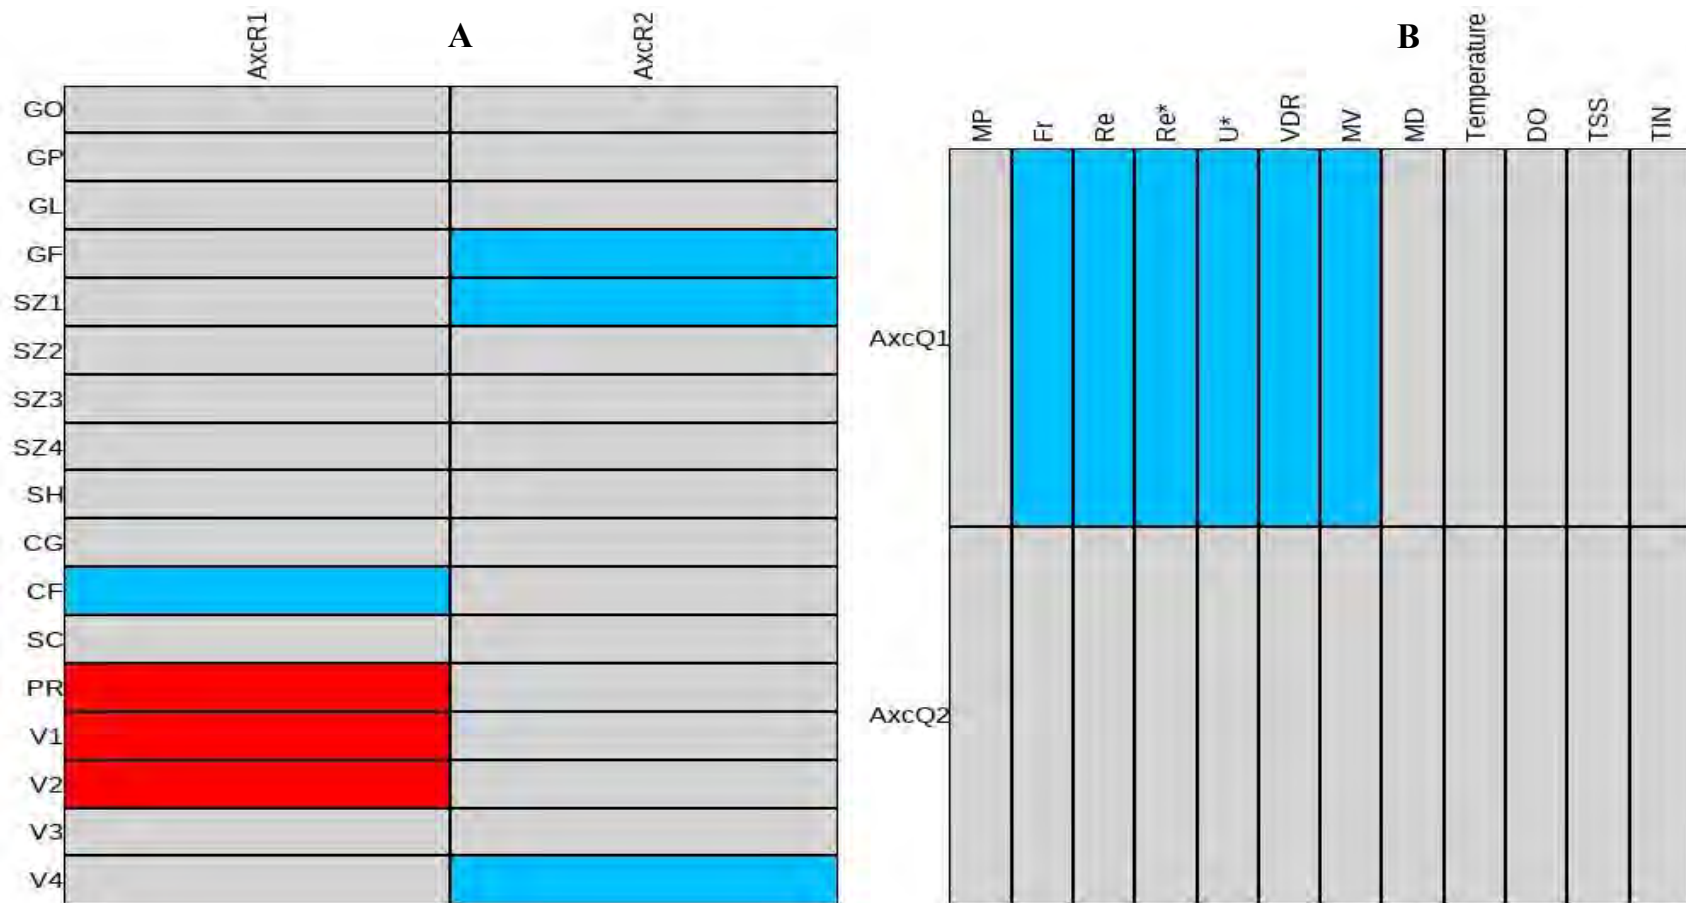 A
AxcR1
AxcR2
GO
GP
GL
GF
SZ1
SZ2
SZ3
SZ4
SH
CG
CF
SC
PR
V1
V2
V3
V4
B
MP
Fr
Re
Re*
U*
VDR
MV
MD
Temperature
DO
TSS
TIN
AxcQ1
AxcQ2